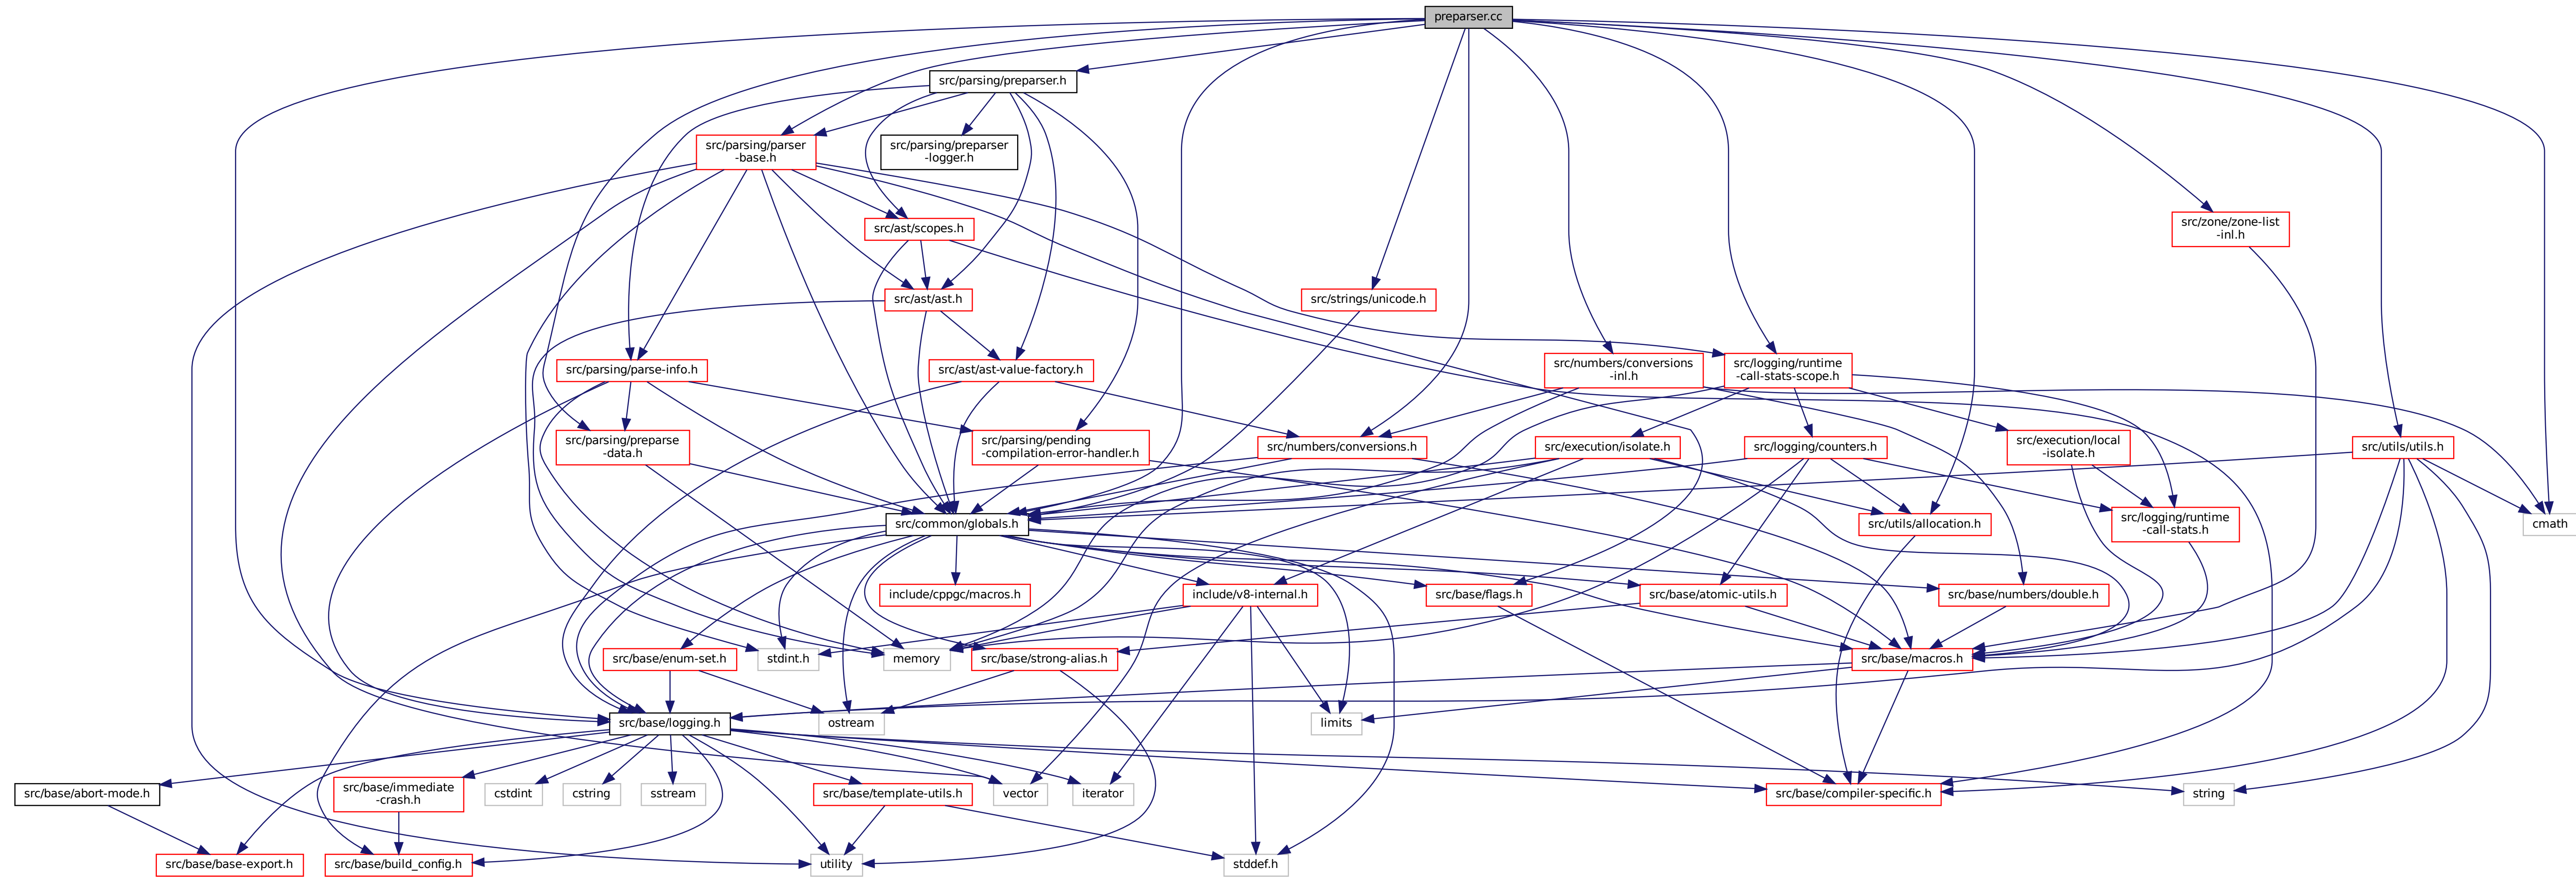 preparser.cc
src/parsing/preparser.h
src/parsing/parser
-base.h
src/parsing/preparser
-logger.h
src/ast/scopes.h
src/zone/zone-list
-inl.h
src/ast/ast.h
src/strings/unicode.h
src/parsing/parse-info.h
src/ast/ast-value-factory.h
src/numbers/conversions
-inl.h
src/logging/runtime
-call-stats-scope.h
src/parsing/preparse
-data.h
src/parsing/pending
-compilation-error-handler.h
src/numbers/conversions.h
src/execution/isolate.h
src/logging/counters.h
src/execution/local
-isolate.h
src/utils/utils.h
src/common/globals.h
src/utils/allocation.h
src/logging/runtime
-call-stats.h
cmath
include/cppgc/macros.h
include/v8-internal.h
src/base/flags.h
src/base/atomic-utils.h
src/base/numbers/double.h
src/base/enum-set.h
stdint.h
memory
src/base/strong-alias.h
src/base/macros.h
src/base/logging.h
ostream
limits
src/base/abort-mode.h
src/base/immediate
-crash.h
cstdint
cstring
sstream
src/base/template-utils.h
vector
iterator
src/base/compiler-specific.h
string
src/base/base-export.h
src/base/build_config.h
utility
stddef.h